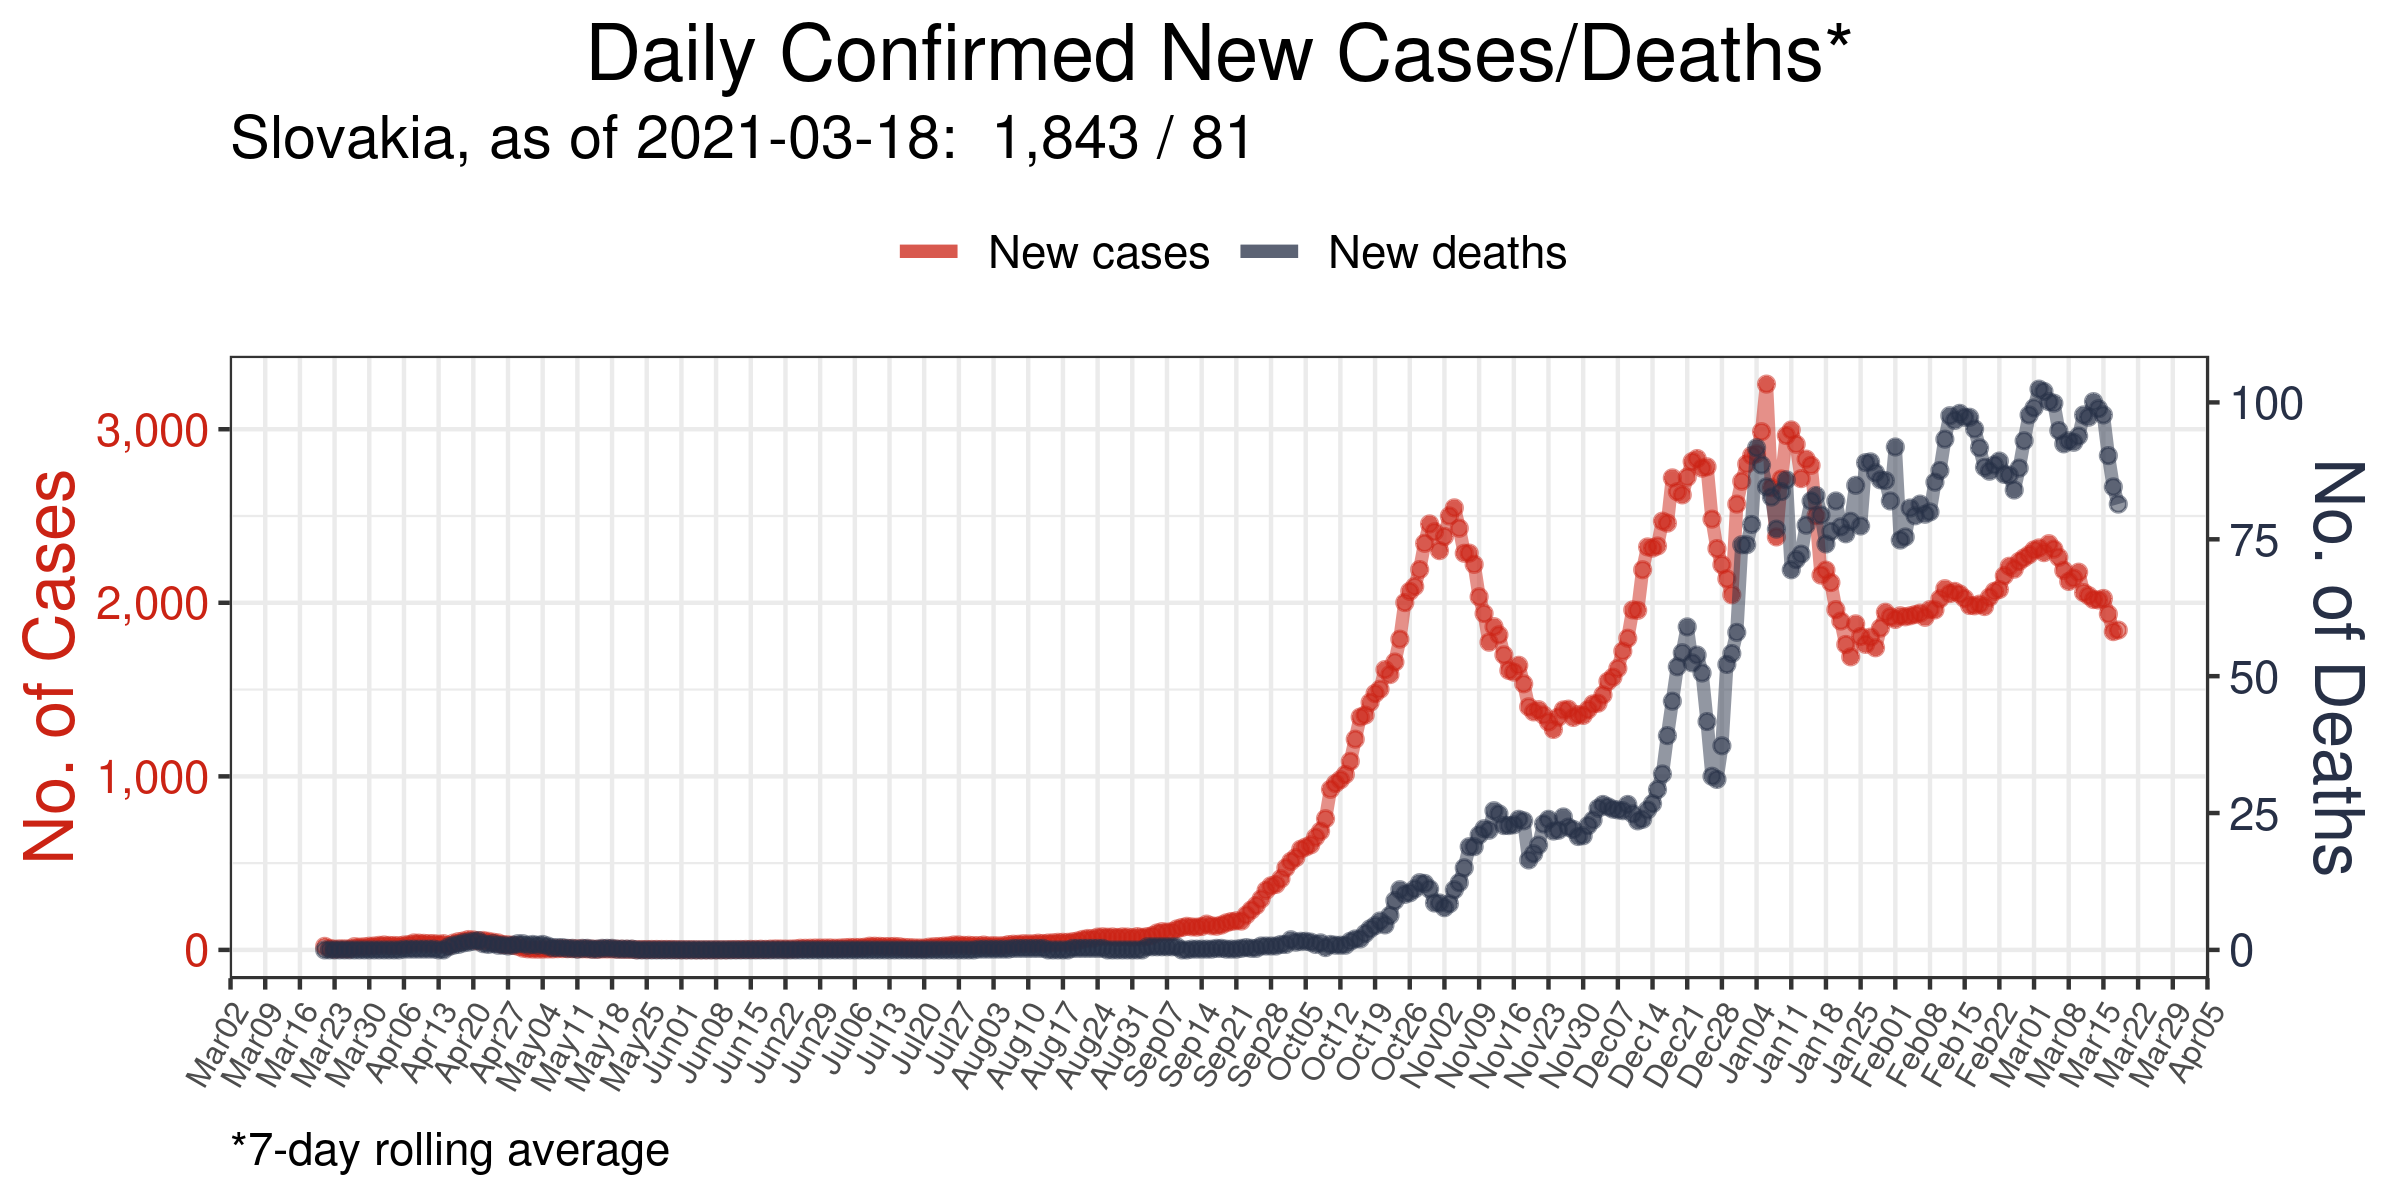 Daily Confirmed New Cases/Deaths*
Slovakia, as of 2021-03-18:  1,843 / 81
New cases
New deaths
No. of Cases
3,000
2,000
1,000
0
100
75
50
25
0
No. of Deaths
Mar02
Mar09
Mar16
Mar23
Mar30
Apr06
Apr13
Apr20
Apr27
May04
May11
May18
May25
Jun01
Jun08
Jun15
Jun22
Jun29
Jul06
Jul13
Jul20
Jul27
Aug03
Aug10
Aug17
Aug24
Aug31
Sep07
Sep14
Sep21
Sep28
Oct05
Oct12
Oct19
Oct26
Nov02
Nov09
Nov16
Nov23
Nov30
Dec07
Dec14
Dec21
Dec28
Jan04
Jan11
Jan18
Jan25
Feb01
Feb08
Feb15
Feb22
Mar01
Mar08
Mar15
Mar22
Mar29
Apr05
*7-day rolling average